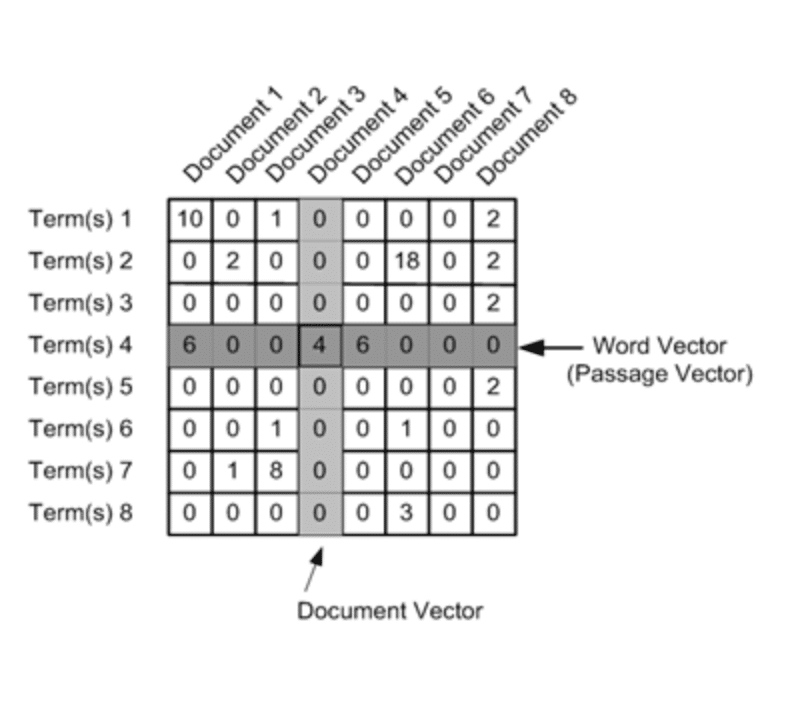 Document 1
Document 2
Document 3
Document 4
Document 5
Document 6
Document 7
Document 8
Term(s) 1 10 0 1 0 0 0 0 2
Term(s) 2 0 2 0 0 0 18 0 2
Term(s) 3 0 0 0 0 0 0 0 2
Term(s) 4 6 0 0 4 6 0 0 0
Word Vector
(Passage Vector)
Term(s) 5 0 0 0 0 0 0 0 2
Term(s) 6 0 0 1 0 0 1 0 0
Term(s) 7 0 1 8 0 0 0 0 0
Term(s) 8 0 0 0 0 0 3 0 0
Document Vector